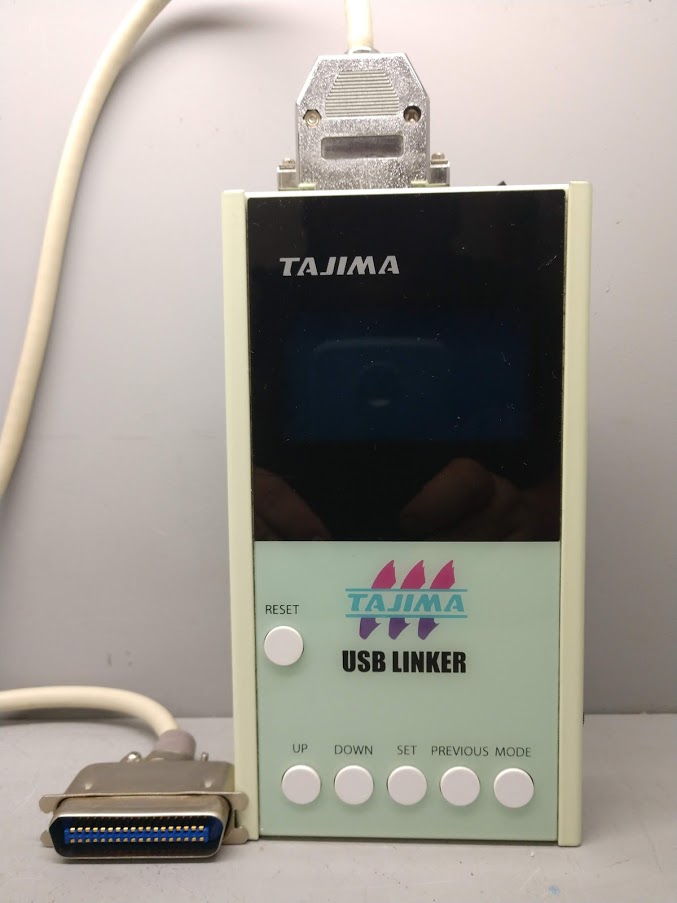 TAJIMA
TAJIMA
USB LINKER
RESET
UP DOWN SET PREVIOUS MODE